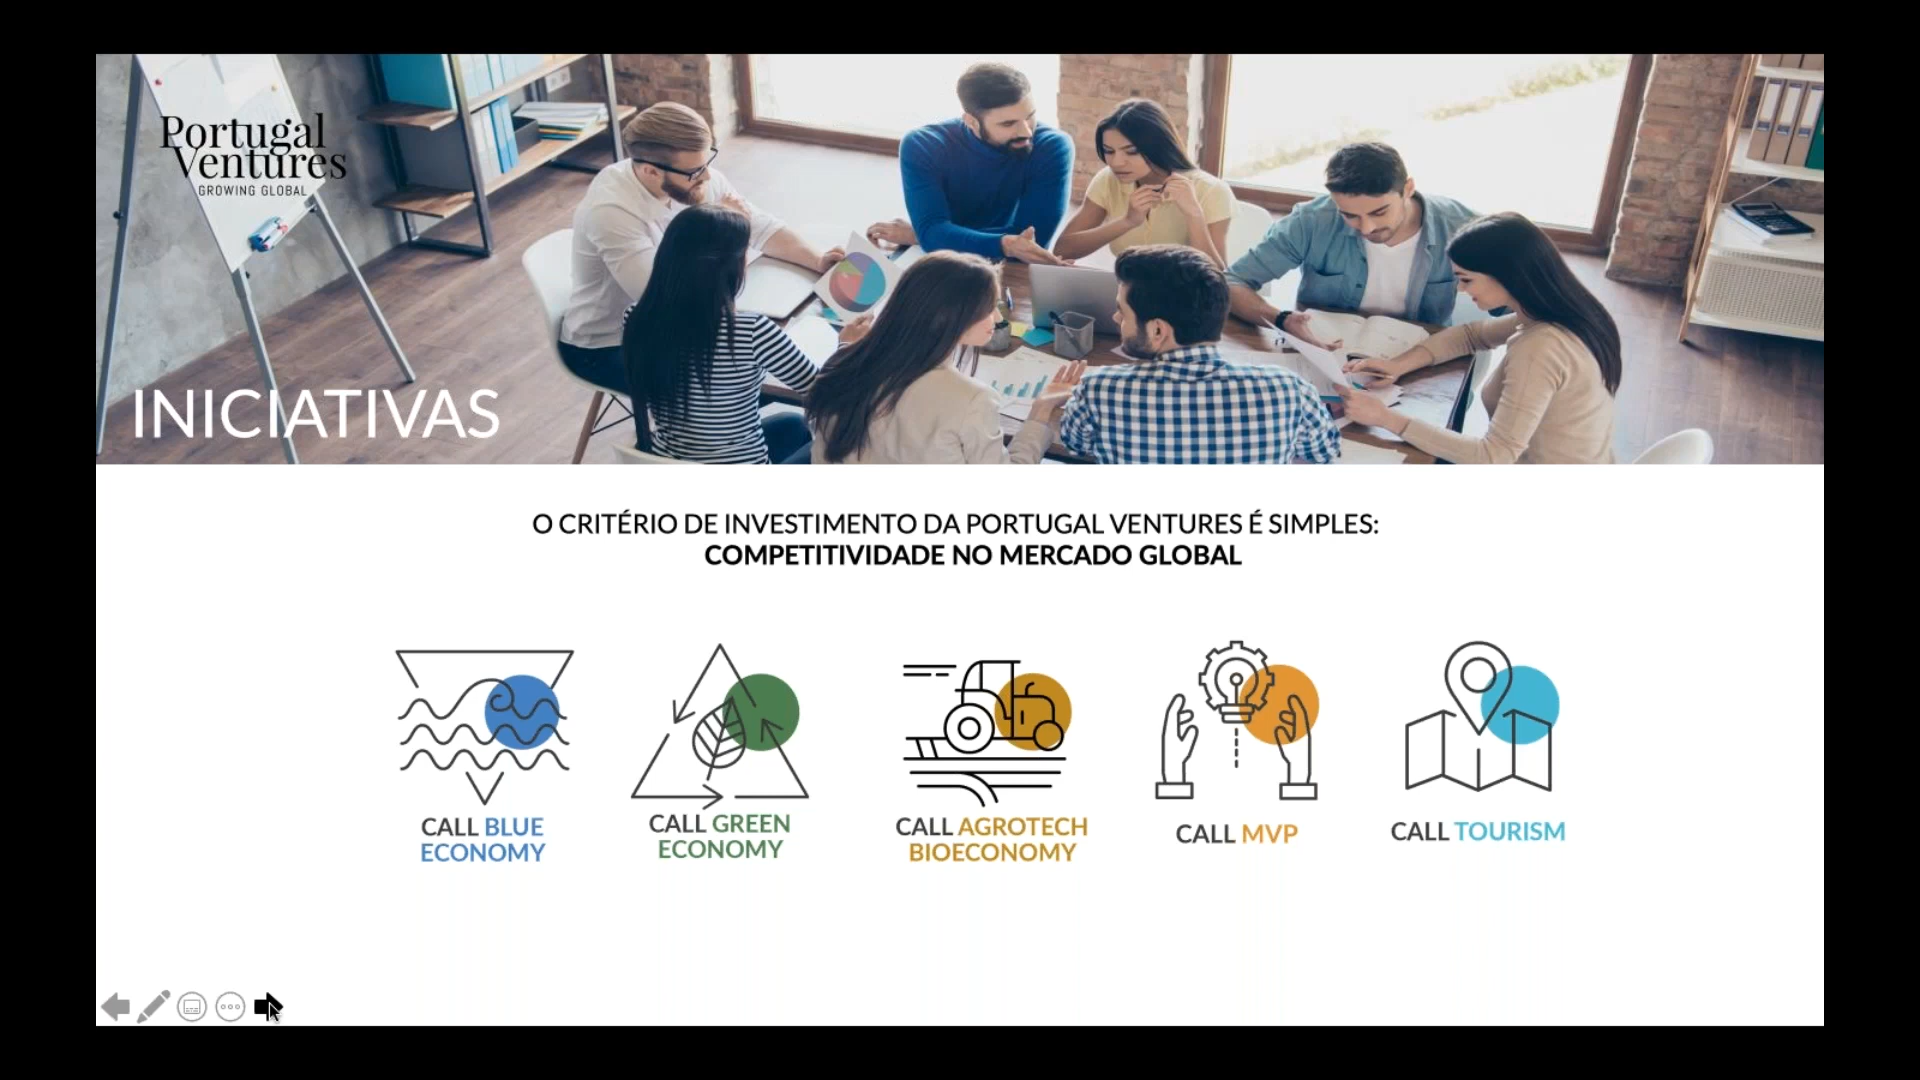 Portugal
Ventures
GROWING GLOBAL
INICIATIVAS
O CRITÉRIO DE INVESTIMENTO DA PORTUGAL VENTURES É SIMPLES:
COMPETITIVIDADE NO MERCADO GLOBAL
CALL BLUE
ECONOMY
CALL GREEN
ECONOMY
CALL AGROTECH
BIOECONOMY
CALL MVP
CALL TOURISM